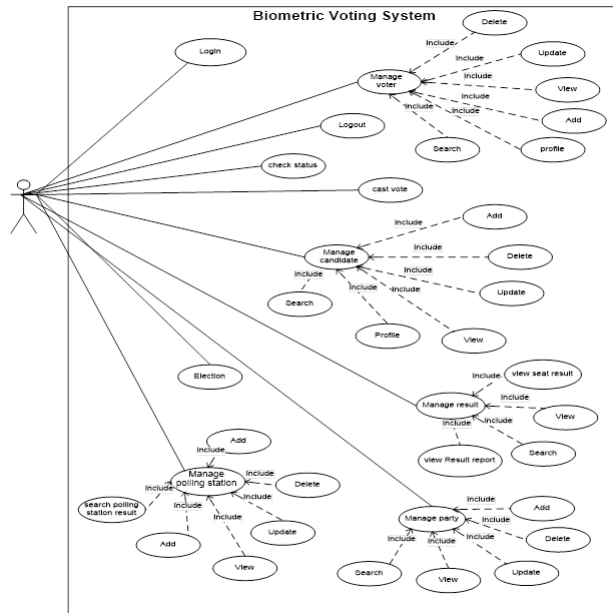 Biometric Voting System
Delete
Login
Include
Update
Include
Manage
voter
Include
View
Include
Add
Include
Include
Logout
Search
profile
check status
cast vote
Add
Include
Manage
candidate
Include
Delete
Include
Include
Update
Include
Include
Search
Profile
View
Election
view seat result
Include
Manage result
Include
View
Include
Include
Search
view Result report
Add
Include
Manage
polling station
Include
Delete
search polling
station result
Include
Include
Include
Include
Update
Add
View
Include
Add
Manage party
Include
Delete
Include
Include
Include
Search
View
Update